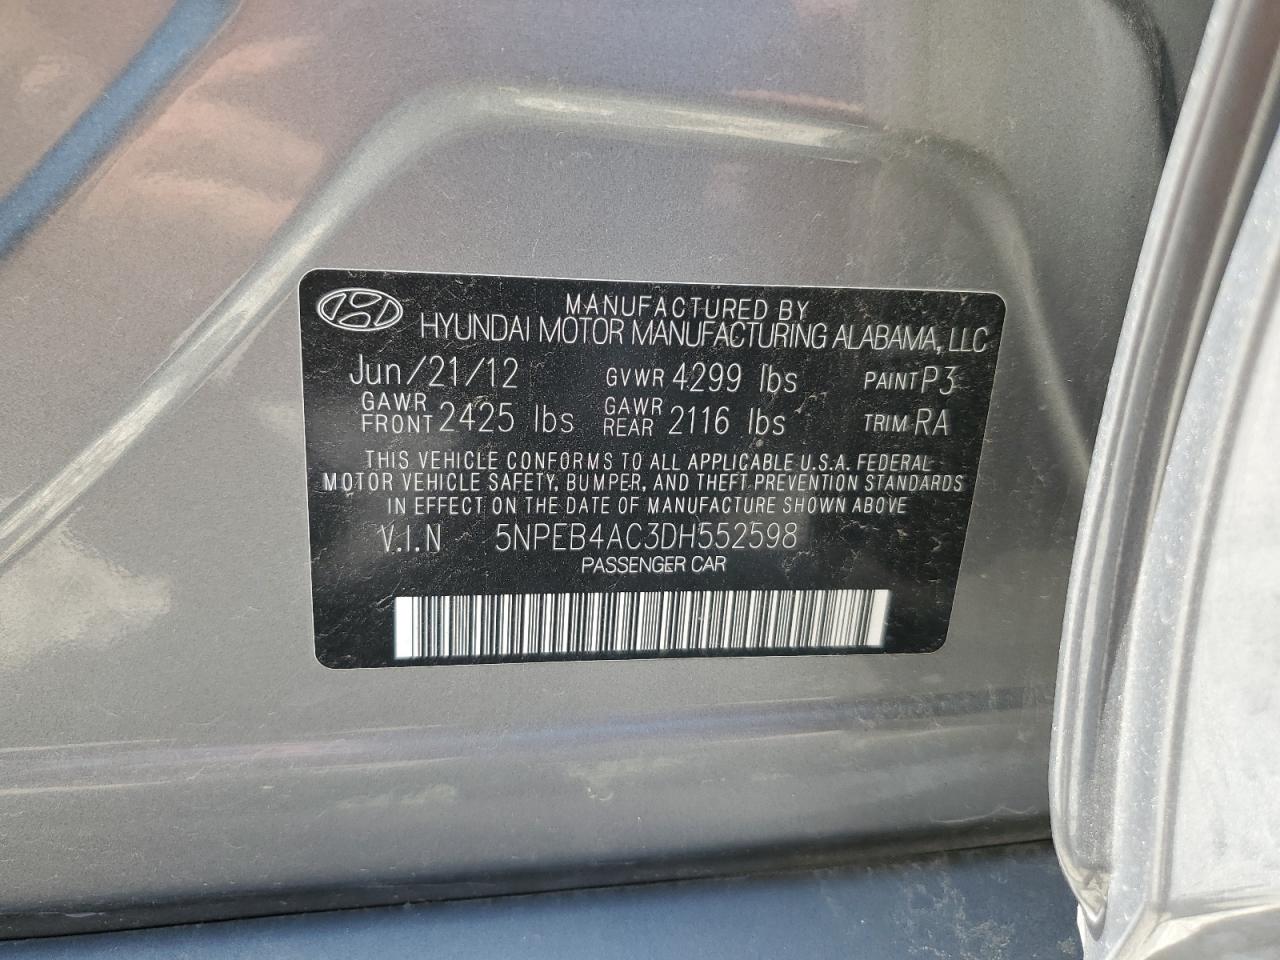 MANUFACTURED BY
HYUNDAI MOTOR MANUFACTURING ALABAMA, LLC
Jun/21/12 GVWR 4299 lbs PAINT P3
GAWR FRONT 2425 lbs GAWR REAR 2116 lbs TRIM RA
THIS VEHICLE CONFORMS TO ALL APPLICABLE U.S.A. FEDERAL
MOTOR VEHICLE SAFETY, BUMPER, AND THEFT PREVENTION STANDARDS
IN EFFECT ON THE DATE OF MANUFACTURE SHOWN ABOVE
V.I.N 5NPEB4AC3DH552598
PASSENGER CAR